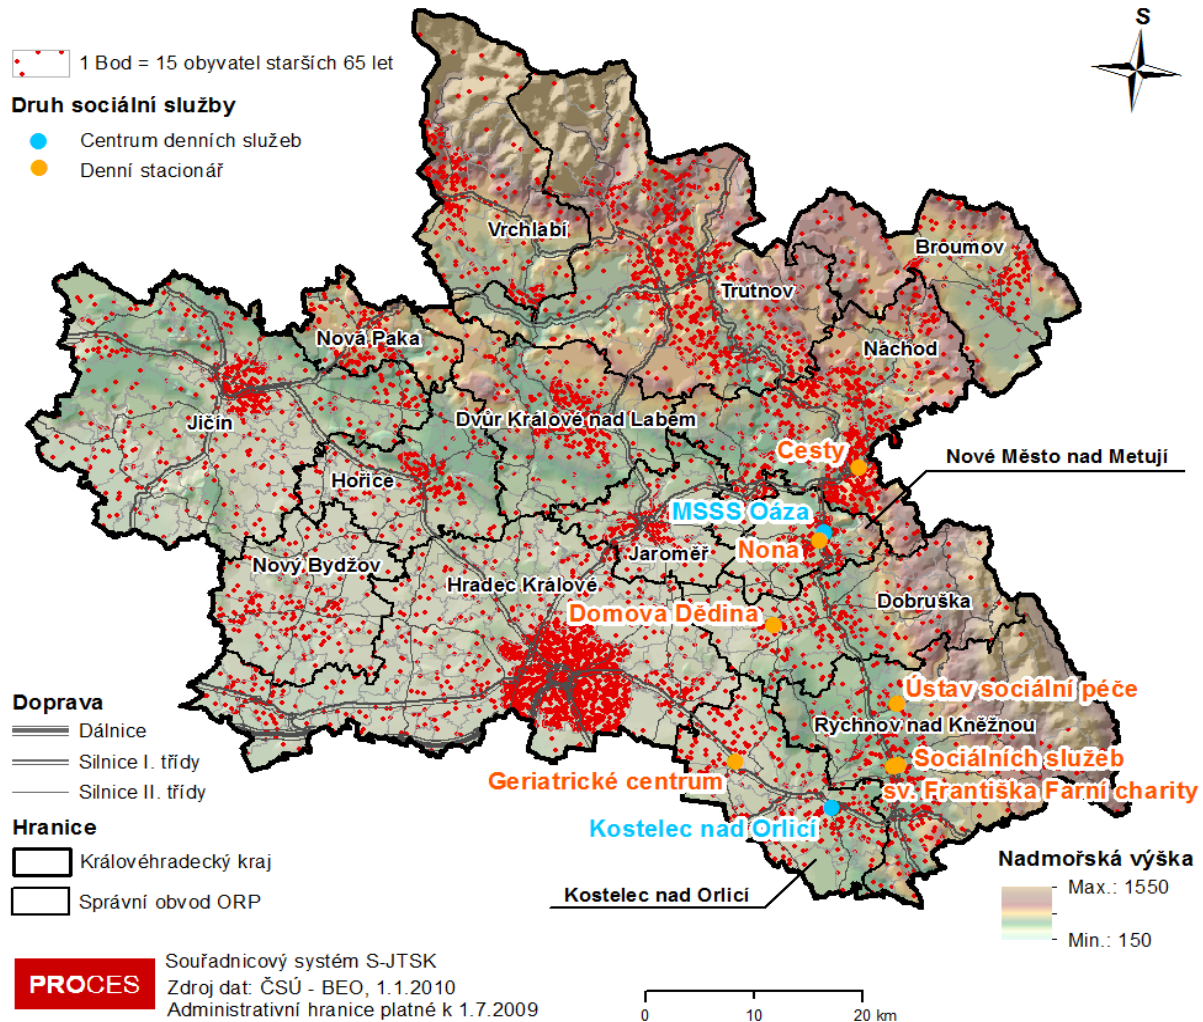 S
1 Bod = 15 obyvatel starších 65 let
Druh sociální služby
Centrum denních služeb
Denní stacionář
Vrchlabí
Broumov
Trutnov
Nová Paka
Náchod
Jičín
Dvůr Králové nad Labem
Cesty
Nové Město nad Metují
Hořice
MSSS Oáza
Nona
Jaroměř
Nový Bydžov
Hradec Králové
Dobruška
Domova Dědina
Ústav sociální péče
Rychnov nad Kněžnou
Sociálních služeb
sv. Františka Farní charity
Geriatrické centrum
Kostelec nad Orlicí
Kostelec nad Orlicí
Doprava
Dálnice
Silnice I. třídy
Silnice II. třídy
Hranice
Královéhradecký kraj
Správní obvod ORP
Nadmořská výška
Max.: 1550
Min.: 150
PROCES
Souřadnicový systém S-JTSK
Zdroj dat: ČSÚ - BEO, 1.1.2010
Administrativní hranice platné k 1.7.2009
0 10 20 km